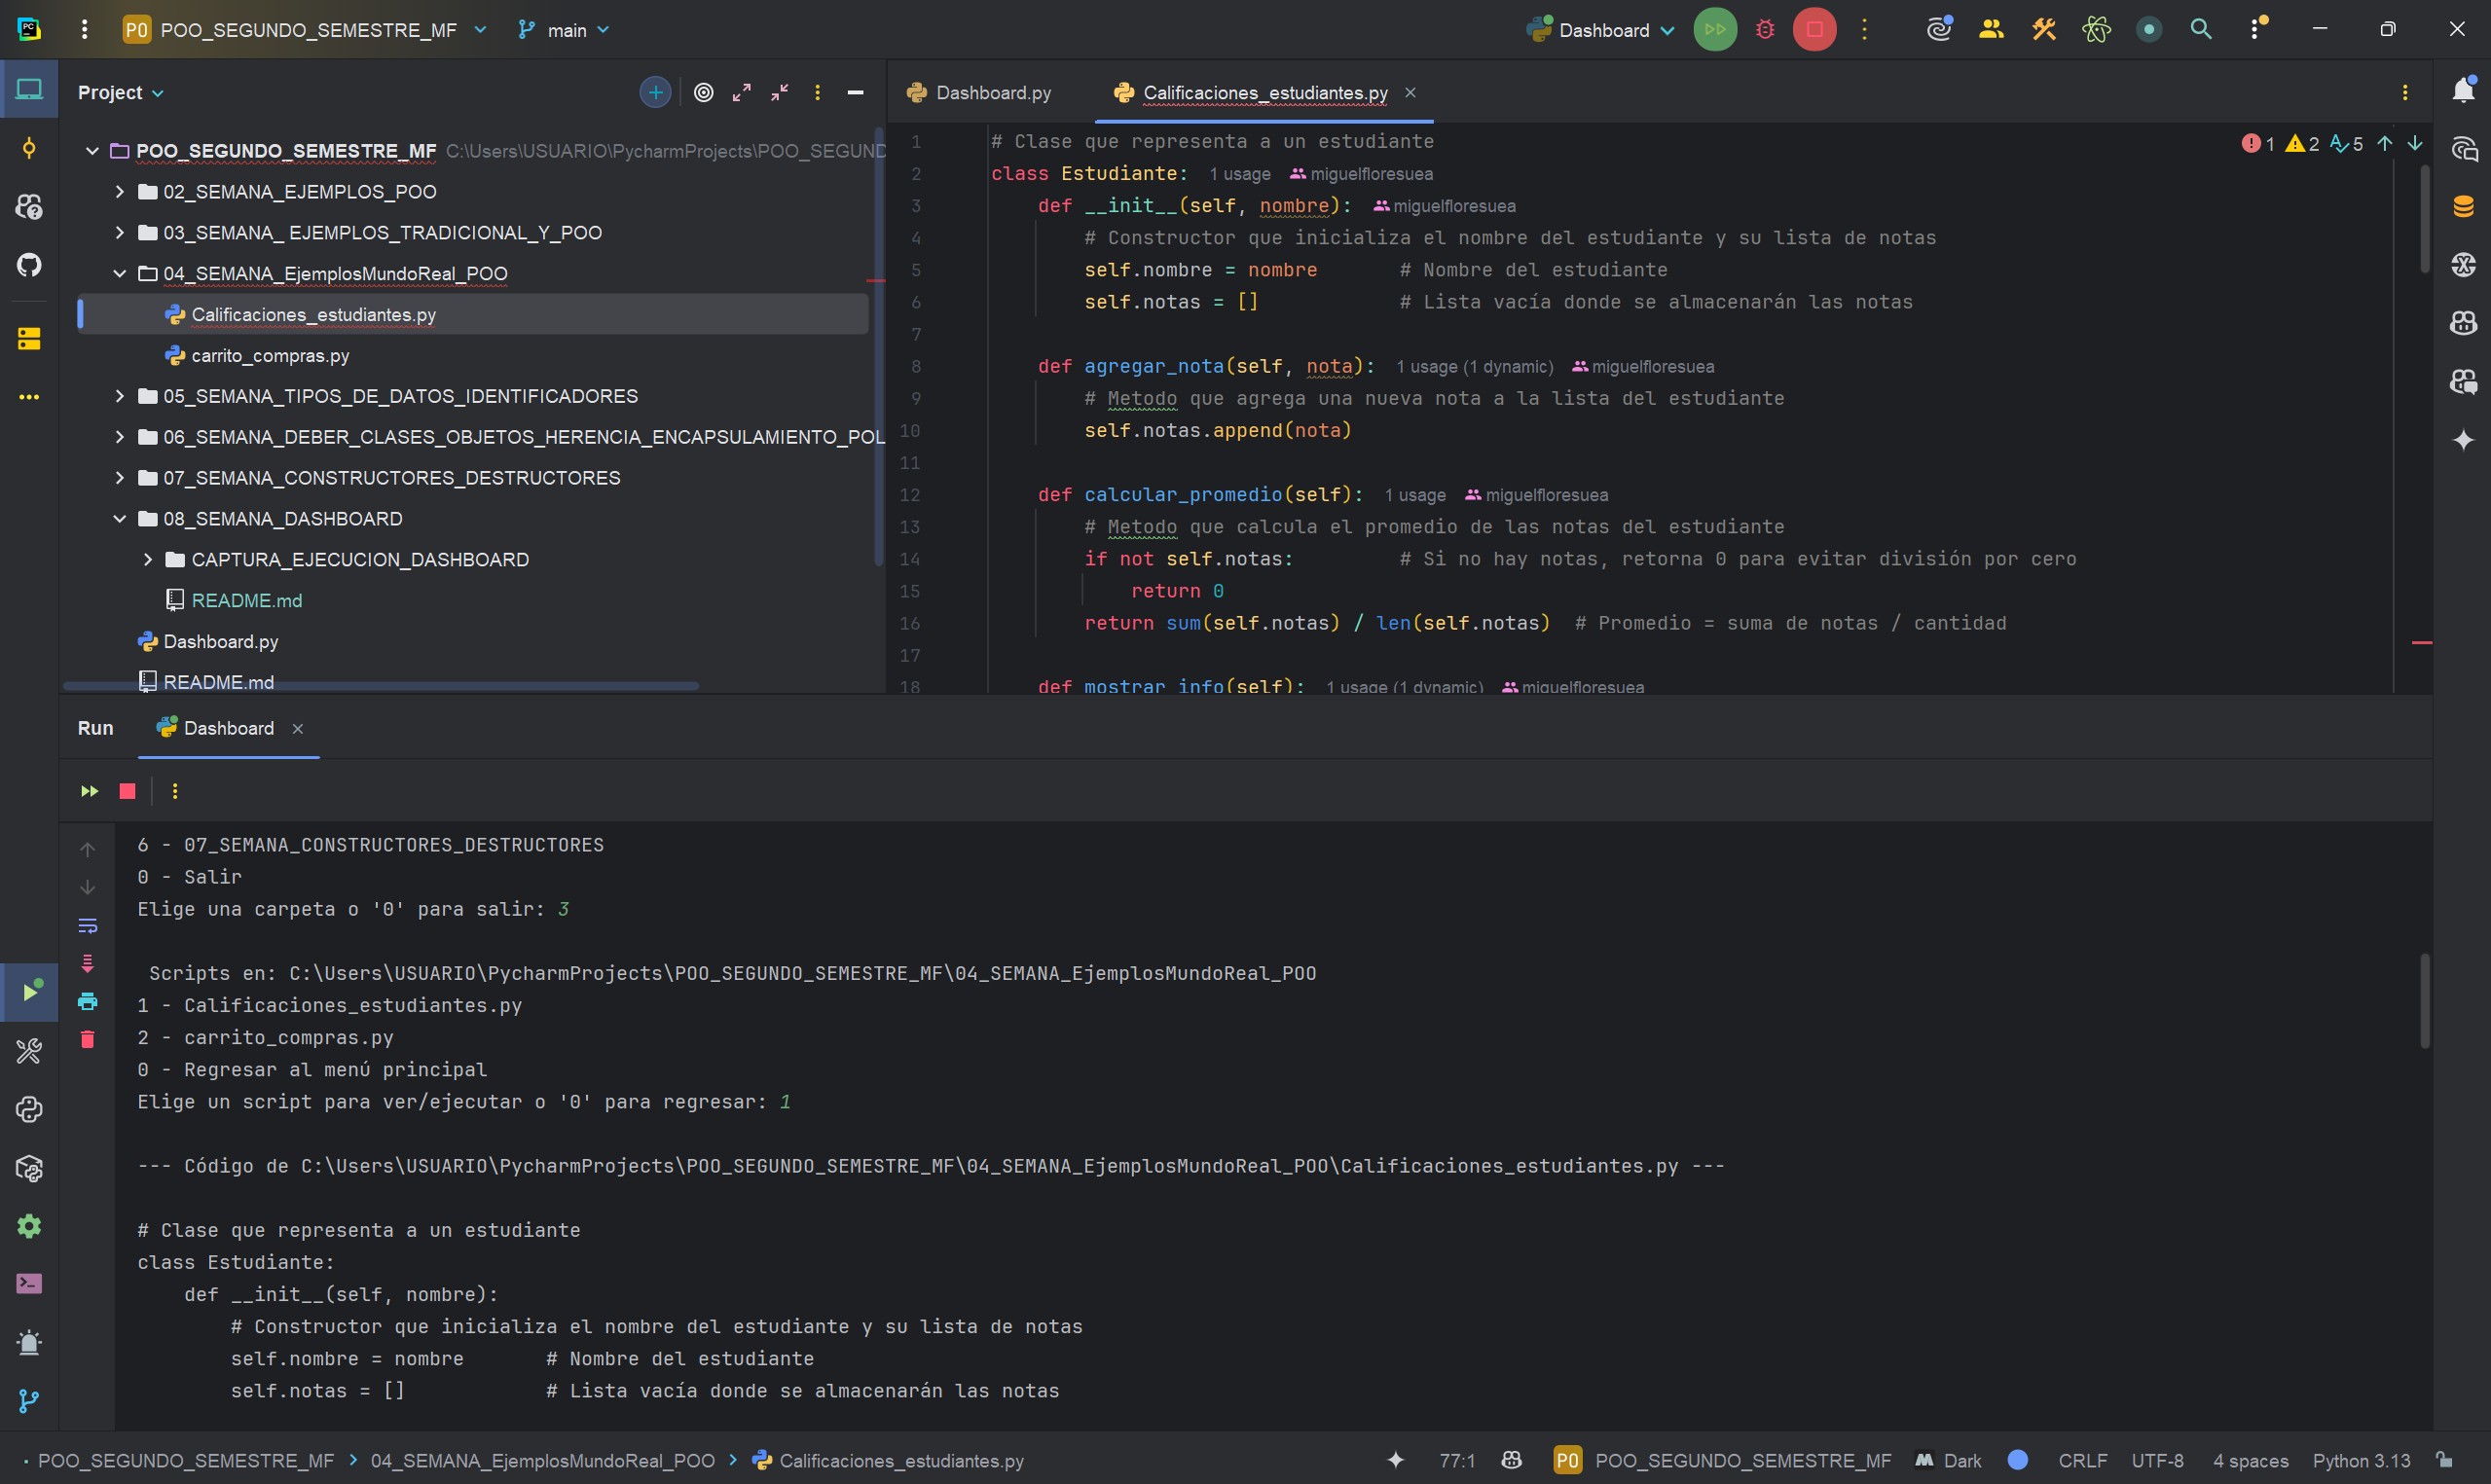 PC
PO POO_SEGUNDO_SEMESTRE_MF main Dashboard
Project
POO_SEGUNDO_SEMESTRE_MF C:\Users\USUARIO\PycharmProjects\POO_SEGUND
02_SEMANA_EJEMPLOS_POO
03_SEMANA_ EJEMPLOS_TRADICIONAL_Y_POO
04_SEMANA_EjemplosMundoReal_POO
Calificaciones_estudiantes.py
carrito_compras.py
05_SEMANA_TIPOS_DE_DATOS_IDENTIFICADORES
06_SEMANA_DEBER_CLASES_OBJETOS_HERENCIA_ENCAPSULAMIENTO_POL
07_SEMANA_CONSTRUCTORES_DESTRUCTORES
08_SEMANA_DASHBOARD
CAPTURA_EJECUCION_DASHBOARD
README.md
Dashboard.py
README.md
Dashboard.py Calificaciones_estudiantes.py
1 2 5
1 # Clase que representa a un estudiante
2 class Estudiante: 1 usage miguelfloresuea
3 def __init__(self, nombre): miguelfloresuea
4 # Constructor que inicializa el nombre del estudiante y su lista de notas
5 self.nombre = nombre # Nombre del estudiante
6 self.notas = [] # Lista vacía donde se almacenarán las notas
7
8 def agregar_nota(self, nota): 1 usage (1 dynamic) miguelfloresuea
9 # Metodo que agrega una nueva nota a la lista del estudiante
10 self.notas.append(nota)
11
12 def calcular_promedio(self): 1 usage miguelfloresuea
13 # Metodo que calcula el promedio de las notas del estudiante
14 if not self.notas: # Si no hay notas, retorna 0 para evitar división por cero
15 return 0
16 return sum(self.notas) / len(self.notas) # Promedio = suma de notas / cantidad
17
18 def mostrar_info(self): 1 usage (1 dynamic) miguelfloresuea
Run Dashboard
6 - 07_SEMANA_CONSTRUCTORES_DESTRUCTORES
0 - Salir
Elige una carpeta o '0' para salir: 3
Scripts en: C:\Users\USUARIO\PycharmProjects\POO_SEGUNDO_SEMESTRE_MF\04_SEMANA_EjemplosMundoReal_POO
1 - Calificaciones_estudiantes.py
2 - carrito_compras.py
0 - Regresar al menú principal
Elige un script para ver/ejecutar o '0' para regresar: 1
--- Código de C:\Users\USUARIO\PycharmProjects\POO_SEGUNDO_SEMESTRE_MF\04_SEMANA_EjemplosMundoReal_POO\Calificaciones_estudiantes.py ---
# Clase que representa a un estudiante
class Estudiante:
def __init__(self, nombre):
# Constructor que inicializa el nombre del estudiante y su lista de notas
self.nombre = nombre # Nombre del estudiante
self.notas = [] # Lista vacía donde se almacenarán las notas
POO_SEGUNDO_SEMESTRE_MF 04_SEMANA_EjemplosMundoReal_POO Calificaciones_estudiantes.py 77:1 PO POO_SEGUNDO_SEMESTRE_MF Dark CRLF UTF-8 4 spaces Python 3.13